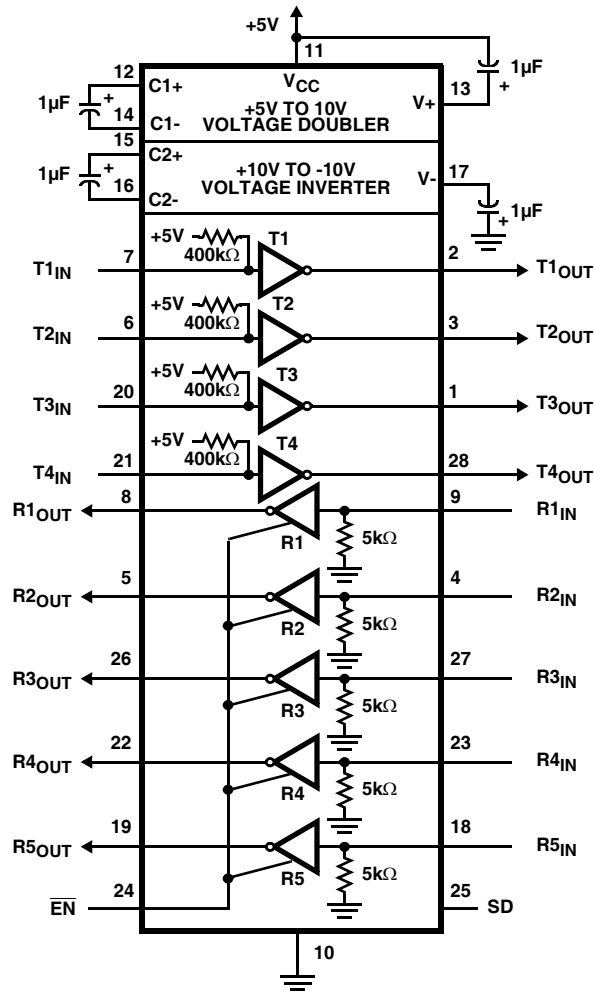 +5V
11
1µF
+
12
C1+
VCC
13
V+
1µF
+
+5V TO 10V
VOLTAGE DOUBLER
14
C1-
15
C2+
1µF
+
+10V TO -10V
VOLTAGE INVERTER
V-
17
16
C2-
1µF
+
+5V
400kΩ
T1
T1IN
7
2
T1OUT
+5V
400kΩ
T2
T2IN
6
3
T2OUT
+5V
400kΩ
T3
T3IN
20
1
T3OUT
+5V
400kΩ
T4
T4IN
21
28
T4OUT
R1OUT
8
9
R1IN
R1
5kΩ
R2OUT
5
4
R2IN
R2
5kΩ
R3OUT
26
27
R3IN
R3
5kΩ
R4OUT
22
23
R4IN
R4
5kΩ
R5OUT
19
18
R5IN
R5
5kΩ
E̅N̅
24
25
SD
10